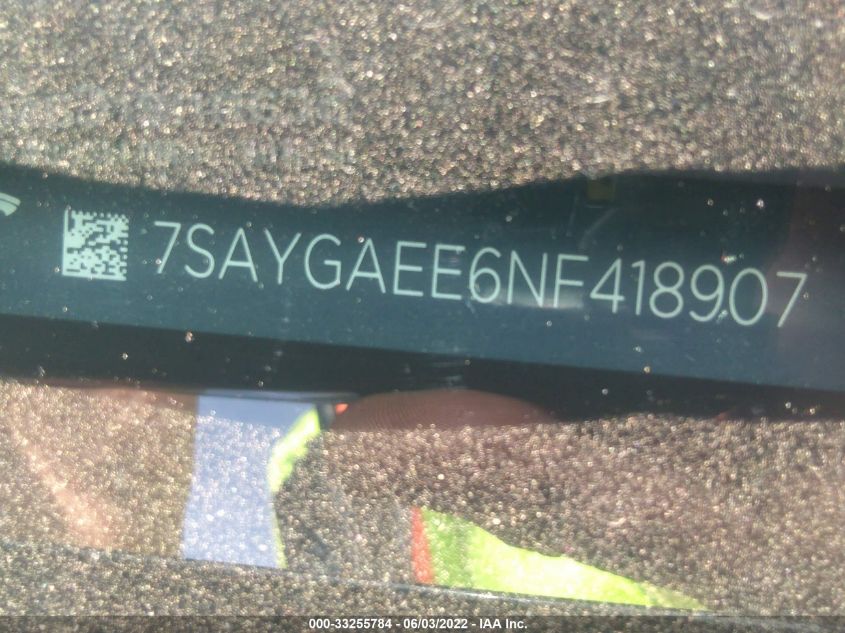 7SAYGAEE6NF418907
000-33255784 - 06/03/2022 - IAA Inc.